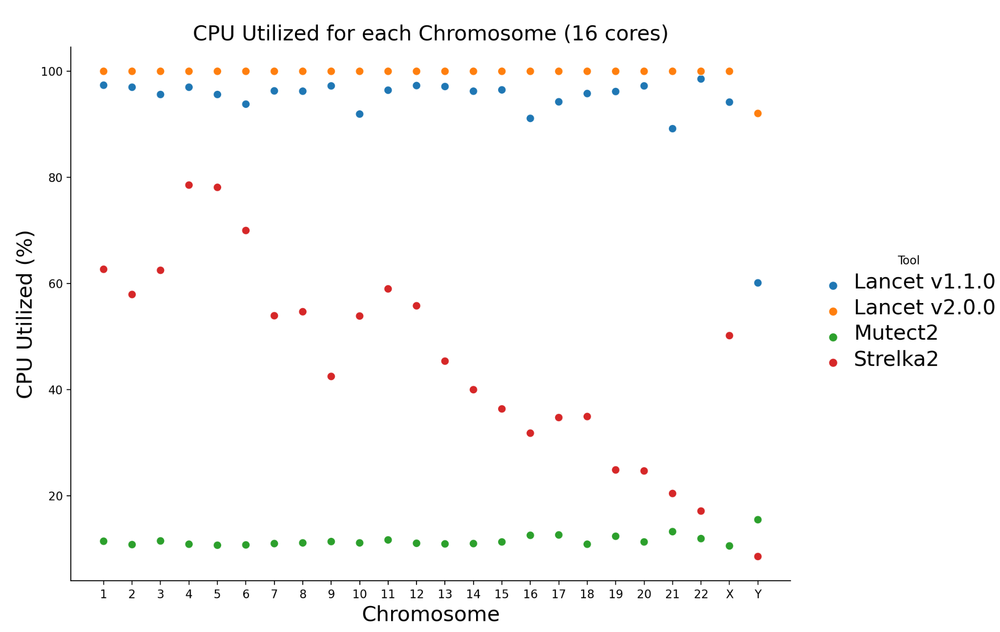 CPU Utilized for each Chromosome (16 cores)
CPU Utilized (%)
100
80
60
40
20
1 2 3 4 5 6 7 8 9 10 11 12 13 14 15 16 17 18 19 20 21 22 X Y
Chromosome
Tool
Lancet v1.1.0
Lancet v2.0.0
Mutect2
Strelka2